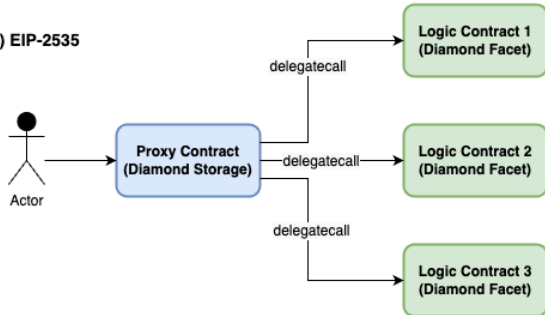 ) EIP-2535
Logic Contract 1
(Diamond Facet)
delegatecall
Proxy Contract
(Diamond Storage)
delegatecall
Logic Contract 2
(Diamond Facet)
Actor
delegatecall
Logic Contract 3
(Diamond Facet)